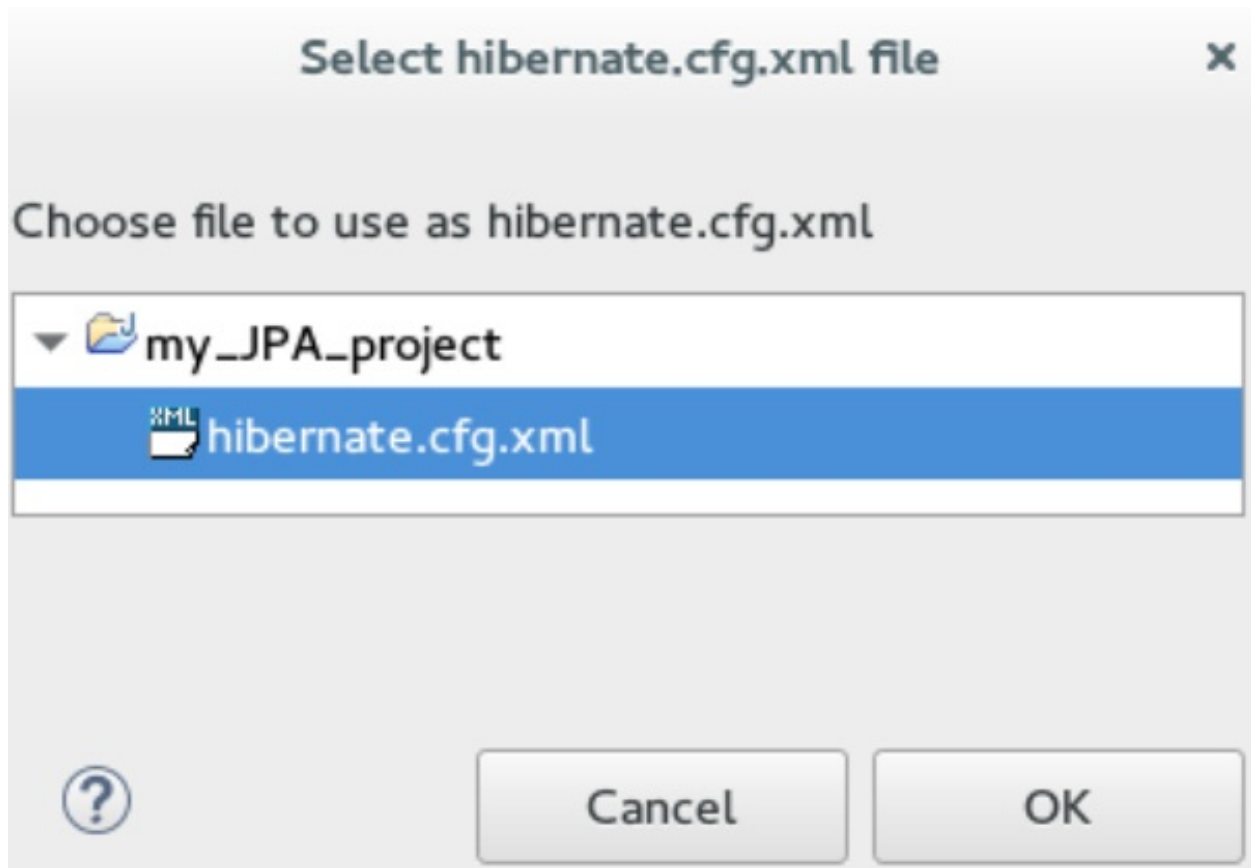 Select hibernate.cfg.xml file
Choose file to use as hibernate.cfg.xml
my_JPA_project
XML
hibernate.cfg.xml
?
Cancel
OK